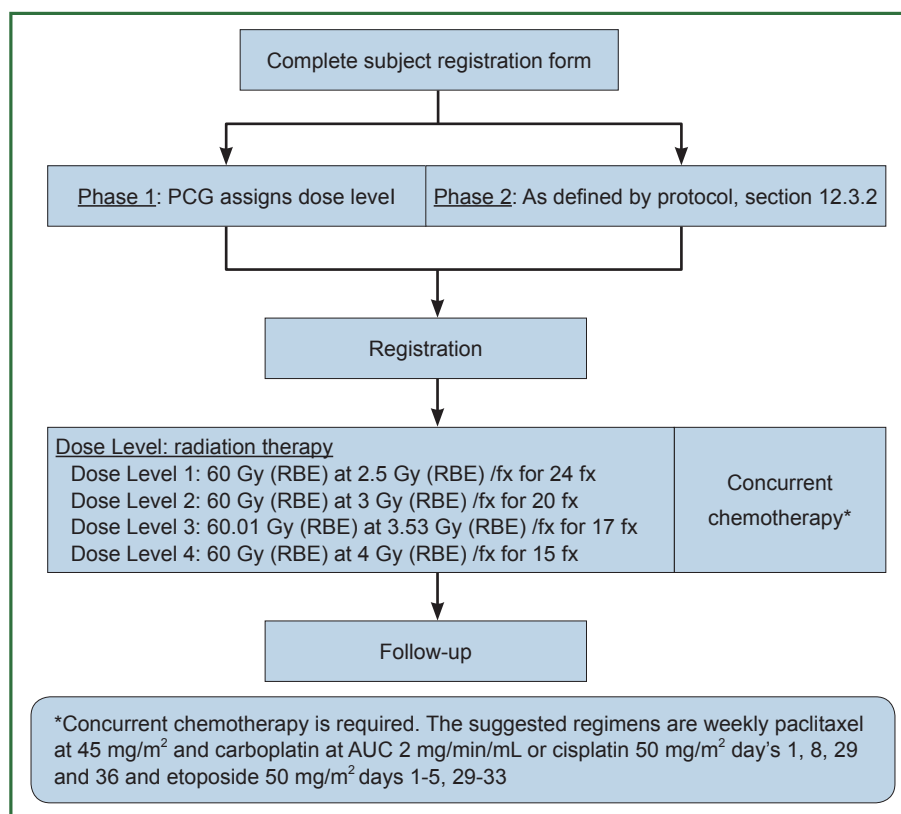 Complete subject registration form
Phase 1: PCG assigns dose level
Phase 2: As defined by protocol, section 12.3.2
Registration
Dose Level: radiation therapy
Dose Level 1: 60 Gy (RBE) at 2.5 Gy (RBE) /fx for 24 fx
Dose Level 2: 60 Gy (RBE) at 3 Gy (RBE) /fx for 20 fx
Dose Level 3: 60.01 Gy (RBE) at 3.53 Gy (RBE) /fx for 17 fx
Dose Level 4: 60 Gy (RBE) at 4 Gy (RBE) /fx for 15 fx
Concurrent
chemotherapy*
Follow-up
*Concurrent chemotherapy is required. The suggested regimens are weekly paclitaxel
at 45 mg/m² and carboplatin at AUC 2 mg/min/mL or cisplatin 50 mg/m² day's 1, 8, 29
and 36 and etoposide 50 mg/m² days 1-5, 29-33